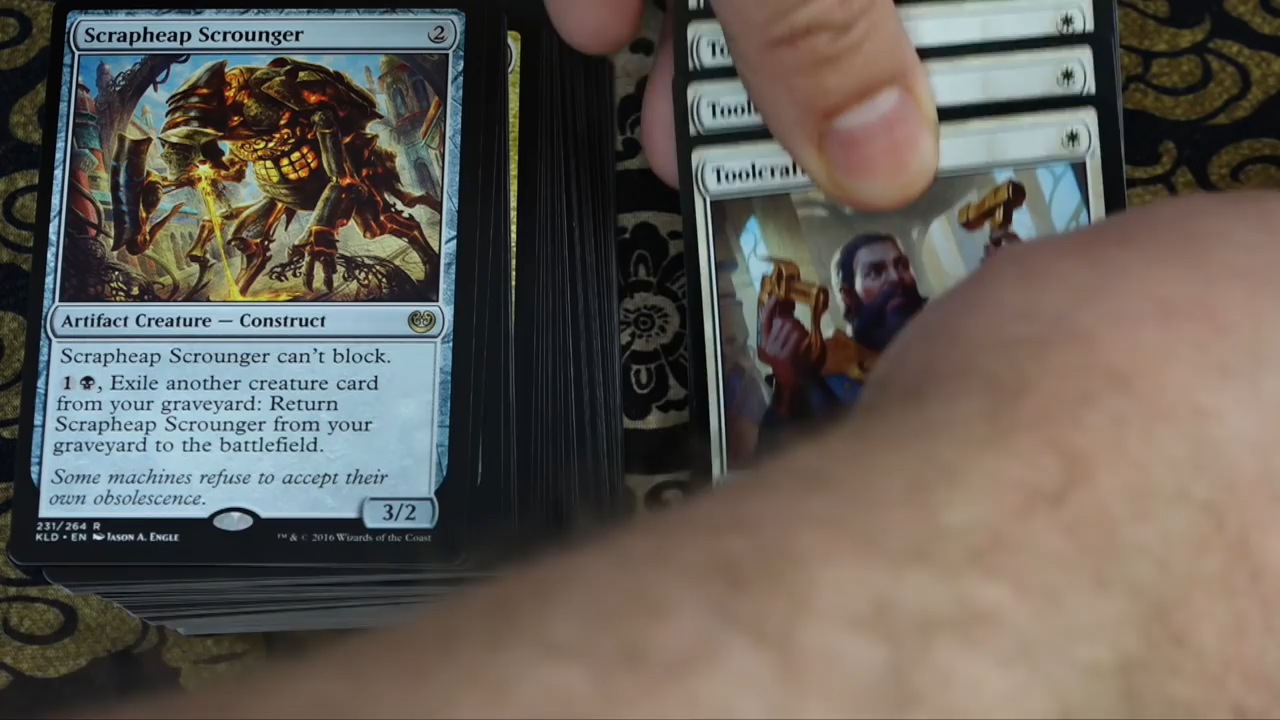 Scrapheap Scrounger 2
Artifact Creature — Construct
Scrapheap Scrounger can't block.
1 , Exile another creature card
from your graveyard: Return
Scrapheap Scrounger from your
graveyard to the battlefield.
Some machines refuse to accept their
own obsolescence.
3/2
231/264 R
KLD • EN JASON A. ENGLE
™ & © 2016 Wizards of the Coast
To
Tool
Toolcraf